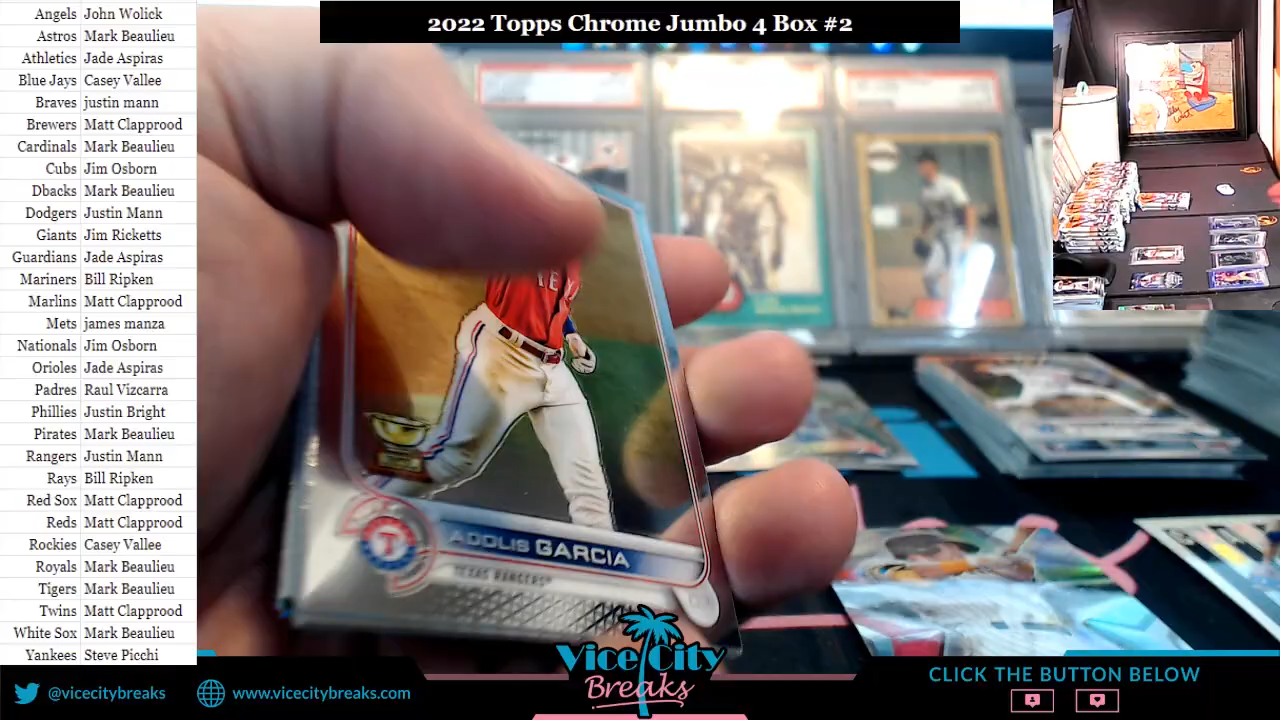 2022 Topps Chrome Jumbo 4 Box #2
Angels John Wolick
Astros Mark Beaulieu
Athletics Jade Aspiras
Blue Jays Casey Vallee
Braves justin mann
Brewers Matt Clapprood
Cardinals Mark Beaulieu
Cubs Jim Osborn
Dbacks Mark Beaulieu
Dodgers Justin Mann
Giants Jim Ricketts
Guardians Jade Aspiras
Mariners Bill Ripken
Marlins Matt Clapprood
Mets james manza
Nationals Jim Osborn
Orioles Jade Aspiras
Padres Raul Vizcarra
Phillies Justin Bright
Pirates Mark Beaulieu
Rangers Justin Mann
Rays Bill Ripken
Red Sox Matt Clapprood
Reds Matt Clapprood
Rockies Casey Vallee
Royals Mark Beaulieu
Tigers Mark Beaulieu
Twins Matt Clapprood
White Sox Mark Beaulieu
Yankees Steve Picchi
TEX
T
ADOLIS GARCIA
TEXAS RANGERS
Vice City
Breaks
@vicecitybreaks
www.vicecitybreaks.com
CLICK THE BUTTON BELOW